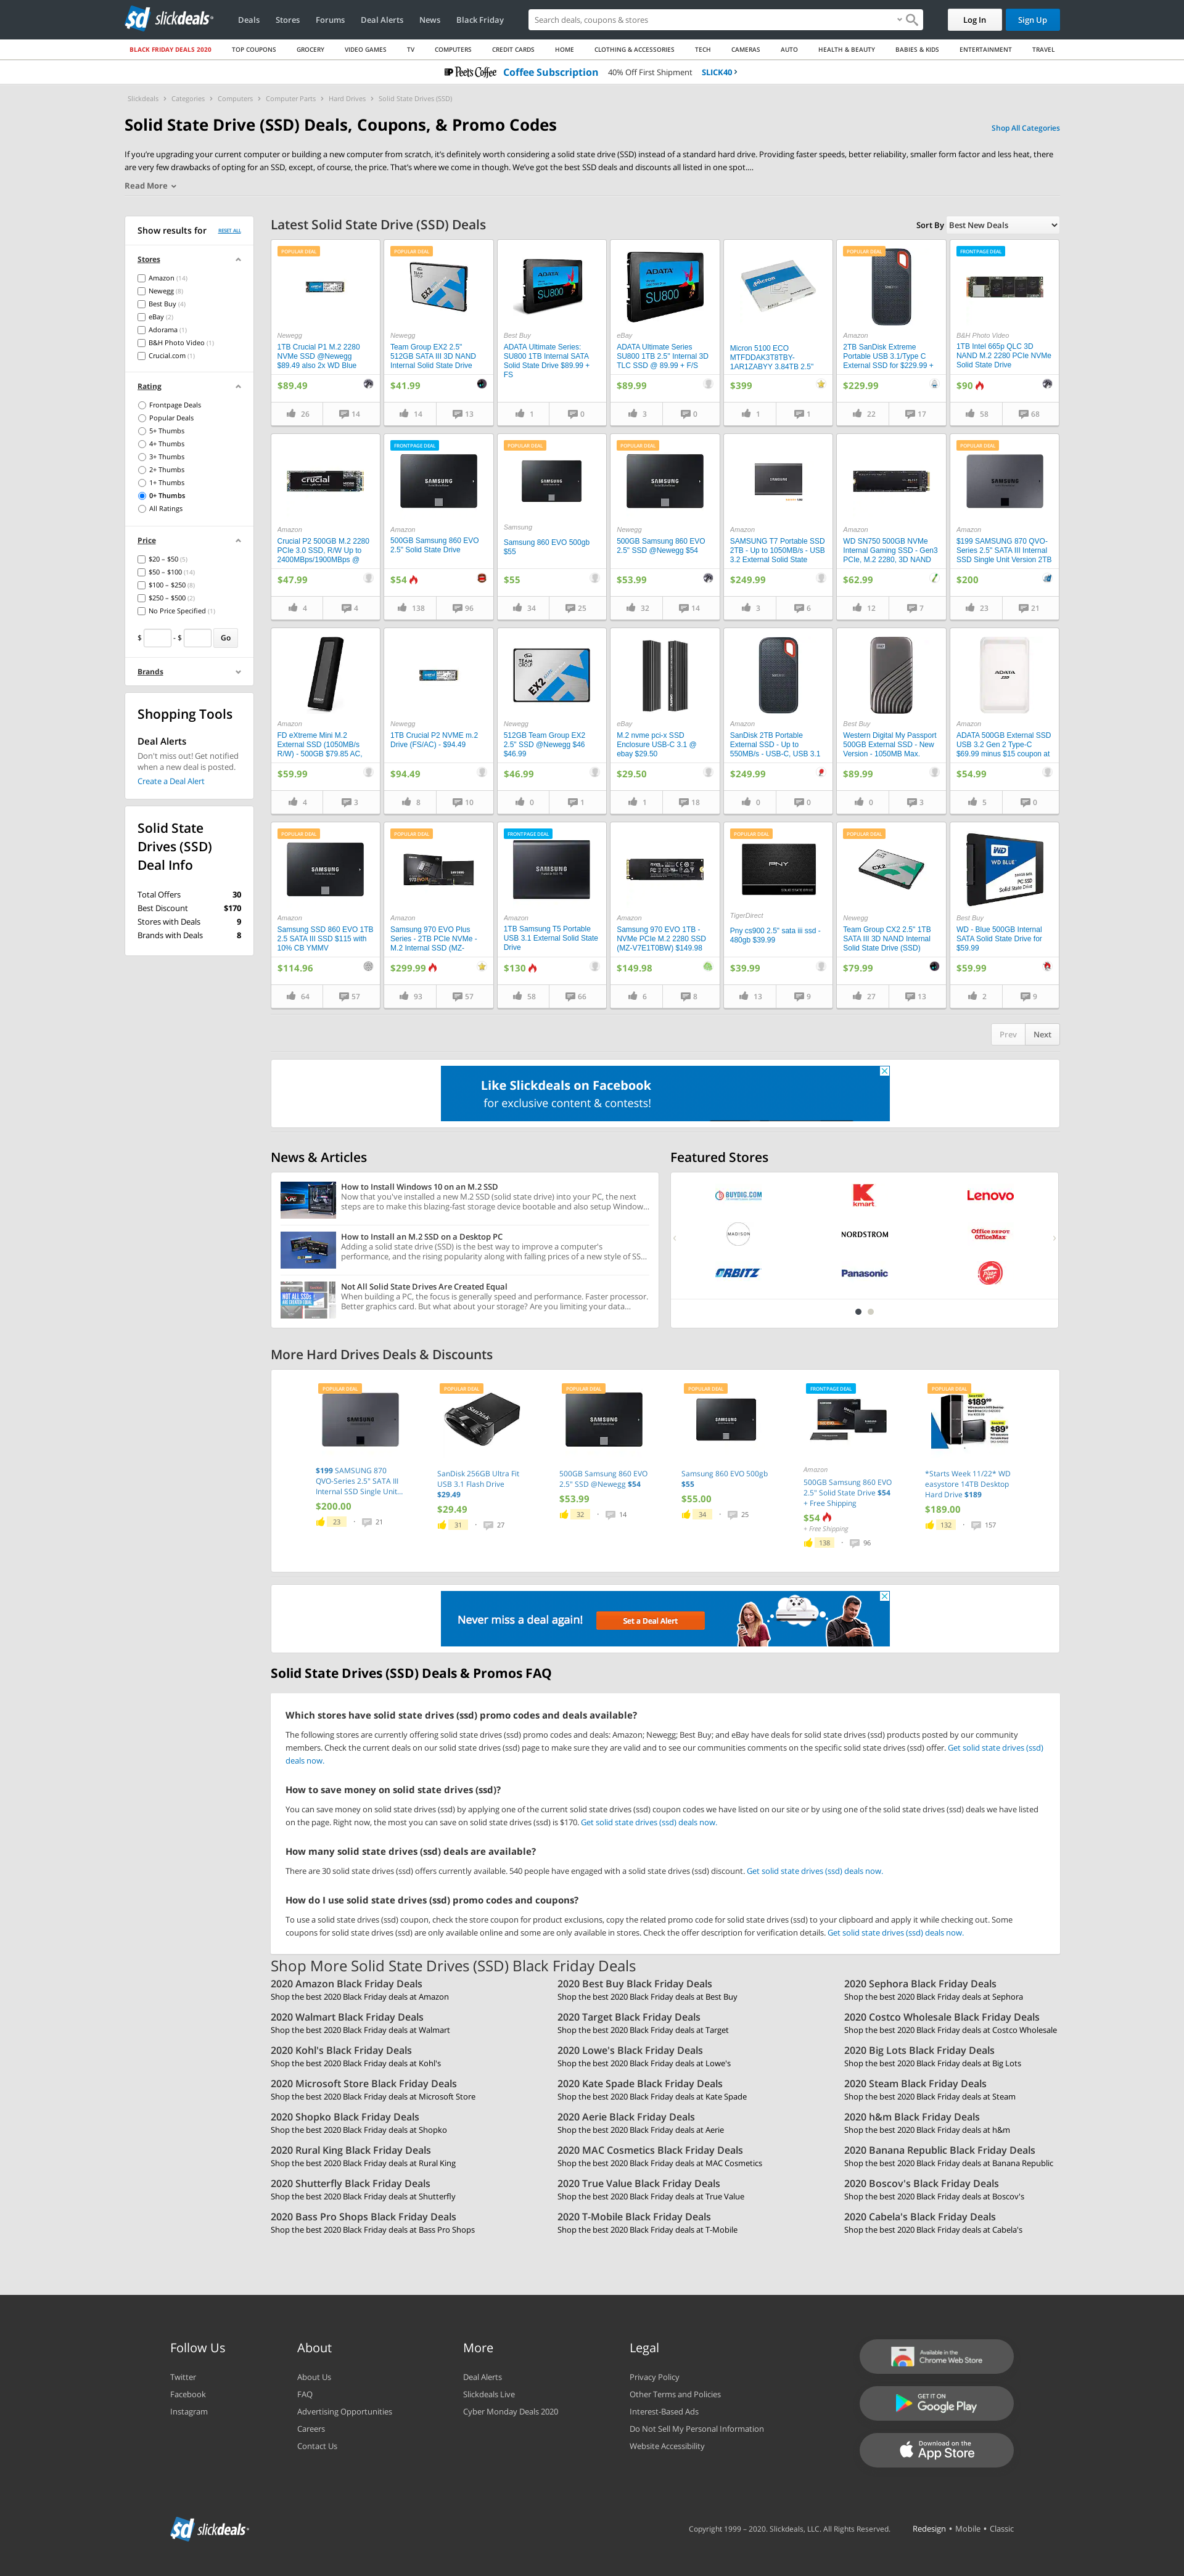 sd slickdeals
Deals Stores Forums Deal Alerts News Black Friday
Search deals, coupons & stores
Log In
Sign Up
BLACK FRIDAY DEALS 2020 TOP COUPONS GROCERY VIDEO GAMES TV COMPUTERS CREDIT CARDS HOME CLOTHING & ACCESSORIES TECH CAMERAS AUTO HEALTH & BEAUTY BABIES & KIDS ENTERTAINMENT TRAVEL
Peet's Coffee Coffee Subscription 40% Off First Shipment SLICK40 ›
Slickdeals › Categories › Computers › Computer Parts › Hard Drives › Solid State Drives (SSD)
Solid State Drive (SSD) Deals, Coupons, & Promo Codes
Shop All Categories
If you're upgrading your current computer or building a new computer from scratch, it's definitely worth considering a solid state drive (SSD) instead of a standard hard drive. Providing faster speeds, better reliability, smaller form factor and less heat, there
are very few drawbacks of opting for an SSD, except, of course, the price. That's where we come in though. We've got the best SSD deals and discounts all listed in one spot....
Read More
Show results for RESET ALL
Stores
Amazon (14)
Newegg (8)
Best Buy (4)
eBay (2)
Adorama (1)
B&H Photo Video (1)
Crucial.com (1)
Rating
Frontpage Deals
Popular Deals
5+ Thumbs
4+ Thumbs
3+ Thumbs
2+ Thumbs
1+ Thumbs
0+ Thumbs
All Ratings
Price
$20 – $50 (5)
$50 – $100 (14)
$100 – $250 (8)
$250 – $500 (2)
No Price Specified (1)
$ - $ Go
Brands
Shopping Tools
Deal Alerts
Don't miss out! Get notified
when a new deal is posted.
Create a Deal Alert
Solid State
Drives (SSD)
Deal Info
Total Offers 30
Best Discount $170
Stores with Deals 9
Brands with Deals 8
Latest Solid State Drive (SSD) Deals
Sort By Best New Deals
POPULAR DEAL
Newegg
1TB Crucial P1 M.2 2280
NVMe SSD @Newegg
$89.49 also 2x WD Blue
$89.49
26 14
POPULAR DEAL
Newegg
Team Group EX2 2.5"
512GB SATA III 3D NAND
Internal Solid State Drive
$41.99
14 13
Best Buy
ADATA Ultimate Series:
SU800 1TB Internal SATA
Solid State Drive $89.99 +
FS
1 0
eBay
ADATA Ultimate Series
SU800 1TB 2.5" Internal 3D
TLC SSD @ 89.99 + F/S
$89.99
3 0
Micron 5100 ECO
MTFDDAK3T8TBY-
1AR1ZABYY 3.84TB 2.5"
$399
1 1
POPULAR DEAL
Amazon
2TB SanDisk Extreme
Portable USB 3.1/Type C
External SSD for $229.99 +
$229.99
22 17
FRONTPAGE DEAL
B&H Photo Video
1TB Intel 665p QLC 3D
NAND M.2 2280 PCIe NVMe
Solid State Drive
$90
58 68
Amazon
Crucial P2 500GB M.2 2280
PCIe 3.0 SSD, R/W Up to
2400MBps/1900MBps @
$47.99
4 4
FRONTPAGE DEAL
Amazon
500GB Samsung 860 EVO
2.5" Solid State Drive
$54
138 96
POPULAR DEAL
Samsung
Samsung 860 EVO 500gb
$55
$55
34 25
POPULAR DEAL
Newegg
500GB Samsung 860 EVO
2.5" SSD @Newegg $54
$53.99
32 14
Amazon
SAMSUNG T7 Portable SSD
2TB - Up to 1050MB/s - USB
3.2 External Solid State
$249.99
3 6
Amazon
WD SN750 500GB NVMe
Internal Gaming SSD - Gen3
PCIe, M.2 2280, 3D NAND
$62.99
12 7
POPULAR DEAL
Amazon
$199 SAMSUNG 870 QVO-
Series 2.5" SATA III Internal
SSD Single Unit Version 2TB
$200
23 21
Amazon
FD eXtreme Mini M.2
External SSD (1050MB/s
R/W) - 500GB $79.85 AC,
$59.99
4 3
Newegg
1TB Crucial P2 NVME m.2
Drive (FS/AC) - $94.49
$94.49
8 10
Newegg
512GB Team Group EX2
2.5" SSD @Newegg $46
$46.99
$46.99
0 1
eBay
M.2 nvme pci-x SSD
Enclosure USB-C 3.1 @
ebay $29.50
$29.50
1 18
Amazon
SanDisk 2TB Portable
External SSD - Up to
550MB/s - USB-C, USB 3.1
$249.99
0 0
Best Buy
Western Digital My Passport
500GB External SSD - New
Version - 1050MB Max.
$89.99
0 3
Amazon
ADATA 500GB External SSD
USB 3.2 Gen 2 Type-C
$69.99 minus $15 coupon at
$54.99
5 0
POPULAR DEAL
Amazon
Samsung SSD 860 EVO 1TB
2.5 SATA III SSD $115 with
10% CB YMMV
$114.96
64 57
POPULAR DEAL
Amazon
Samsung 970 EVO Plus
Series - 2TB PCIe NVMe -
M.2 Internal SSD (MZ-
$299.99
93 57
FRONTPAGE DEAL
Amazon
1TB Samsung T5 Portable
USB 3.1 External Solid State
Drive
$130
58 66
Amazon
Samsung 970 EVO 1TB -
NVMe PCIe M.2 2280 SSD
(MZ-V7E1T0BW) $149.98
$149.98
6 8
POPULAR DEAL
TigerDirect
Pny cs900 2.5" sata iii ssd -
480gb $39.99
$39.99
13 9
POPULAR DEAL
Newegg
Team Group CX2 2.5" 1TB
SATA III 3D NAND Internal
Solid State Drive (SSD)
$79.99
27 13
Best Buy
WD - Blue 500GB Internal
SATA Solid State Drive for
$59.99
$59.99
2 9
Prev Next
Like Slickdeals on Facebook
for exclusive content & contests!
News & Articles
How to Install Windows 10 on an M.2 SSD
Now that you've installed a new M.2 SSD (solid state drive) into your PC, the next
steps are to make this blazing-fast storage device bootable and also setup Window...
How to Install an M.2 SSD on a Desktop PC
Adding a solid state drive (SSD) is the best way to improve a computer's
performance, and the rising popularity along with falling prices of a new style of SS...
Not All Solid State Drives Are Created Equal
When building a PC, the focus is generally speed and performance. Faster processor.
Better graphics card. But what about your storage? Are you limiting your data...
Featured Stores
BUYDIG.COM Kmart Lenovo
MADISON NORDSTROM Office DEPOT OfficeMax
ORBITZ Panasonic Pizza Hut
More Hard Drives Deals & Discounts
POPULAR DEAL
$199 SAMSUNG 870
QVO-Series 2.5" SATA III
Internal SSD Single Unit...
$200.00
23 · 21
POPULAR DEAL
SanDisk 256GB Ultra Fit
USB 3.1 Flash Drive
$29.49
$29.49
31 · 27
POPULAR DEAL
500GB Samsung 860 EVO
2.5" SSD @Newegg $54
$53.99
32 · 14
POPULAR DEAL
Samsung 860 EVO 500gb
$55
$55.00
34 · 25
FRONTPAGE DEAL
Amazon
500GB Samsung 860 EVO
2.5" Solid State Drive $54
+ Free Shipping
$54
+ Free Shipping
138 · 96
POPULAR DEAL
*Starts Week 11/22* WD
easystore 14TB Desktop
Hard Drive $189
$189.00
132 · 157
Never miss a deal again! Set a Deal Alert
Solid State Drives (SSD) Deals & Promos FAQ
Which stores have solid state drives (ssd) promo codes and deals available?
The following stores are currently offering solid state drives (ssd) promo codes and deals: Amazon; Newegg; Best Buy; and eBay have deals for solid state drives (ssd) products posted by our community
members. Check the current deals on our solid state drives (ssd) page to make sure they are valid and to see our communities comments on the specific solid state drives (ssd) offer. Get solid state drives (ssd)
deals now.
How to save money on solid state drives (ssd)?
You can save money on solid state drives (ssd) by applying one of the current solid state drives (ssd) coupon codes we have listed on our site or by using one of the solid state drives (ssd) deals we have listed
on the page. Right now, the most you can save on solid state drives (ssd) is $170. Get solid state drives (ssd) deals now.
How many solid state drives (ssd) deals are available?
There are 30 solid state drives (ssd) offers currently available. 540 people have engaged with a solid state drives (ssd) discount. Get solid state drives (ssd) deals now.
How do I use solid state drives (ssd) promo codes and coupons?
To use a solid state drives (ssd) coupon, check the store coupon for product exclusions, copy the related promo code for solid state drives (ssd) to your clipboard and apply it while checking out. Some
coupons for solid state drives (ssd) are only available online and some are only available in stores. Check the offer description for verification details. Get solid state drives (ssd) deals now.
Shop More Solid State Drives (SSD) Black Friday Deals
2020 Amazon Black Friday Deals 2020 Best Buy Black Friday Deals 2020 Sephora Black Friday Deals
Shop the best 2020 Black Friday deals at Amazon Shop the best 2020 Black Friday deals at Best Buy Shop the best 2020 Black Friday deals at Sephora
2020 Walmart Black Friday Deals 2020 Target Black Friday Deals 2020 Costco Wholesale Black Friday Deals
Shop the best 2020 Black Friday deals at Walmart Shop the best 2020 Black Friday deals at Target Shop the best 2020 Black Friday deals at Costco Wholesale
2020 Kohl's Black Friday Deals 2020 Lowe's Black Friday Deals 2020 Big Lots Black Friday Deals
Shop the best 2020 Black Friday deals at Kohl's Shop the best 2020 Black Friday deals at Lowe's Shop the best 2020 Black Friday deals at Big Lots
2020 Microsoft Store Black Friday Deals 2020 Kate Spade Black Friday Deals 2020 Steam Black Friday Deals
Shop the best 2020 Black Friday deals at Microsoft Store Shop the best 2020 Black Friday deals at Kate Spade Shop the best 2020 Black Friday deals at Steam
2020 Shopko Black Friday Deals 2020 Aerie Black Friday Deals 2020 h&m Black Friday Deals
Shop the best 2020 Black Friday deals at Shopko Shop the best 2020 Black Friday deals at Aerie Shop the best 2020 Black Friday deals at h&m
2020 Rural King Black Friday Deals 2020 MAC Cosmetics Black Friday Deals 2020 Banana Republic Black Friday Deals
Shop the best 2020 Black Friday deals at Rural King Shop the best 2020 Black Friday deals at MAC Cosmetics Shop the best 2020 Black Friday deals at Banana Republic
2020 Shutterfly Black Friday Deals 2020 True Value Black Friday Deals 2020 Boscov's Black Friday Deals
Shop the best 2020 Black Friday deals at Shutterfly Shop the best 2020 Black Friday deals at True Value Shop the best 2020 Black Friday deals at Boscov's
2020 Bass Pro Shops Black Friday Deals 2020 T-Mobile Black Friday Deals 2020 Cabela's Black Friday Deals
Shop the best 2020 Black Friday deals at Bass Pro Shops Shop the best 2020 Black Friday deals at T-Mobile Shop the best 2020 Black Friday deals at Cabela's
Follow Us
Twitter
Facebook
Instagram
About
About Us
FAQ
Advertising Opportunities
Careers
Contact Us
More
Deal Alerts
Slickdeals Live
Cyber Monday Deals 2020
Legal
Privacy Policy
Other Terms and Policies
Interest-Based Ads
Do Not Sell My Personal Information
Website Accessibility
Available in the
Chrome Web Store
GET IT ON
Google Play
Download on the
App Store
sd slickdeals
Copyright 1999 – 2020. Slickdeals, LLC. All Rights Reserved. Redesign • Mobile • Classic